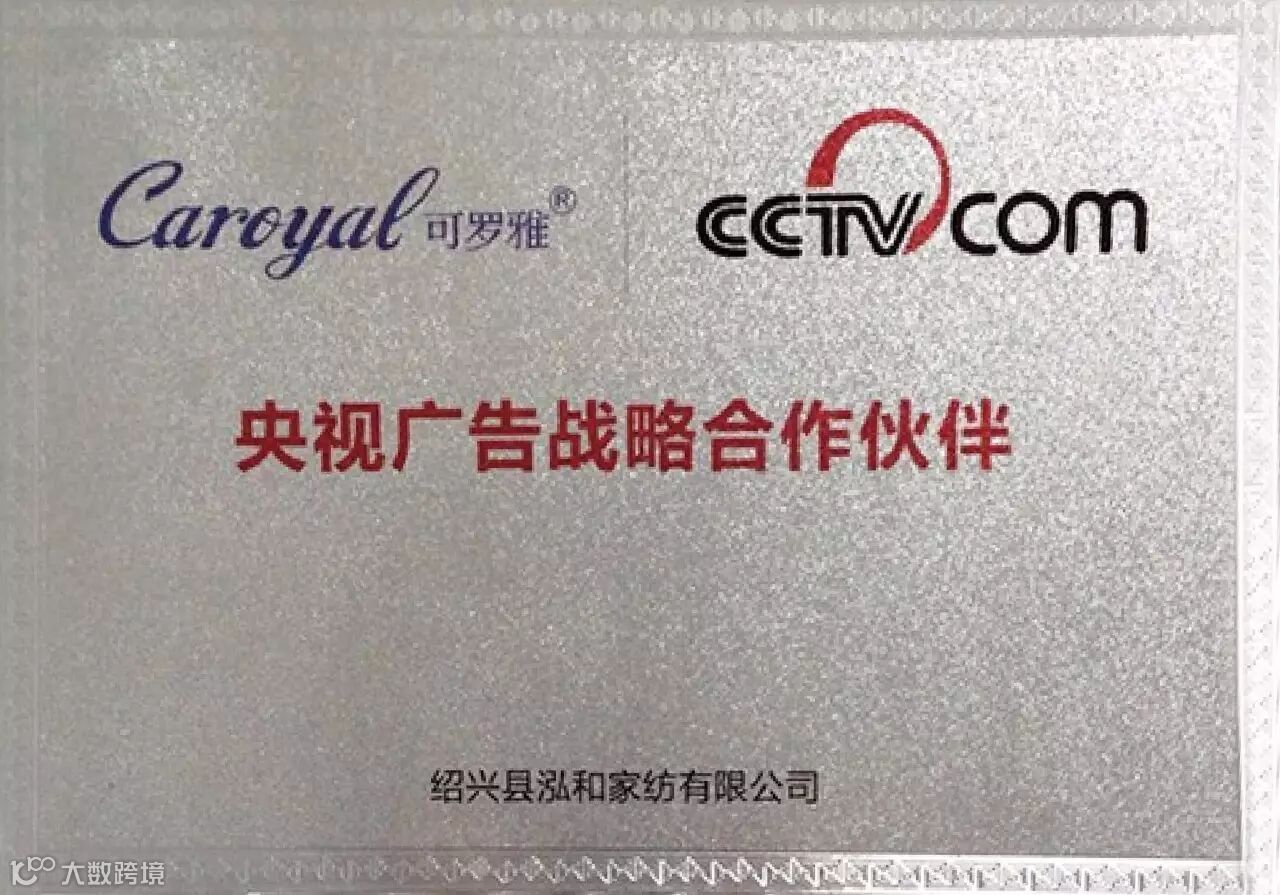 Caroyal 可罗雅®
CCTV.COM
央视广告战略合作伙伴
绍兴县泓和家纺有限公司
大数跨境